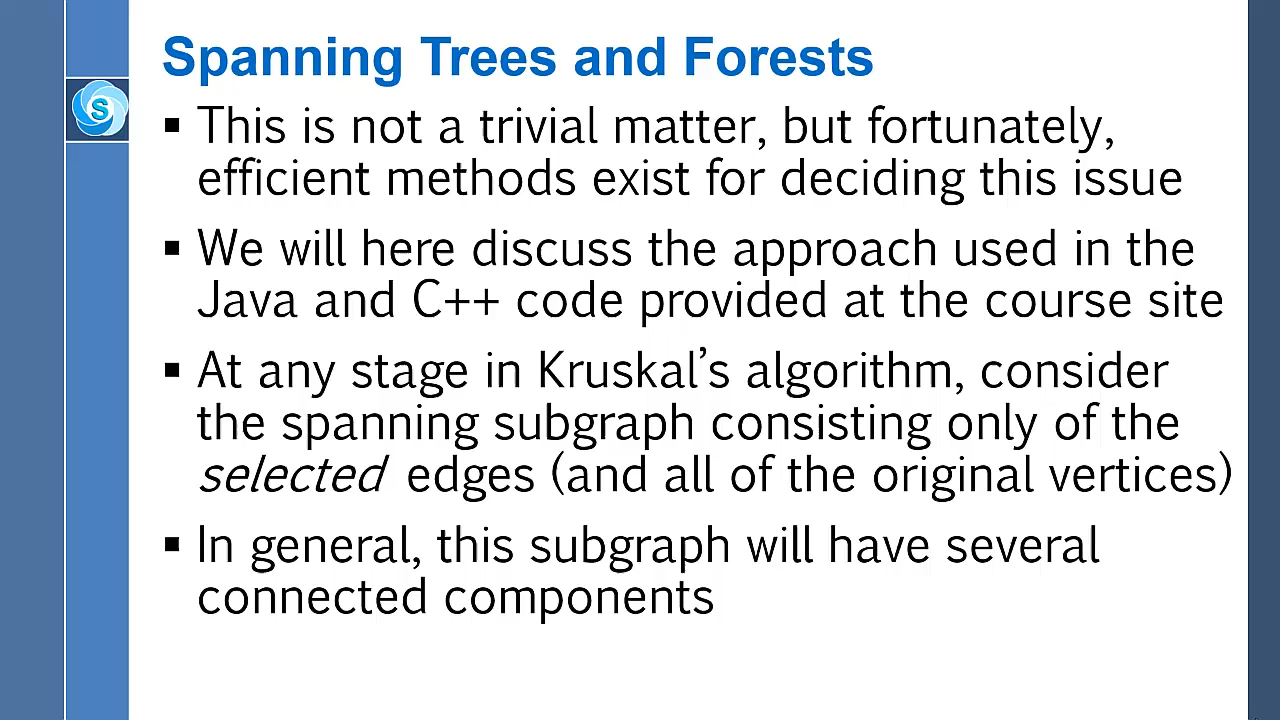 Spanning Trees and Forests
S
▪ This is not a trivial matter, but fortunately,
efficient methods exist for deciding this issue
▪ We will here discuss the approach used in the
Java and C++ code provided at the course site
▪ At any stage in Kruskal’s algorithm, consider
the spanning subgraph consisting only of the
selected edges (and all of the original vertices)
▪ In general, this subgraph will have several
connected components